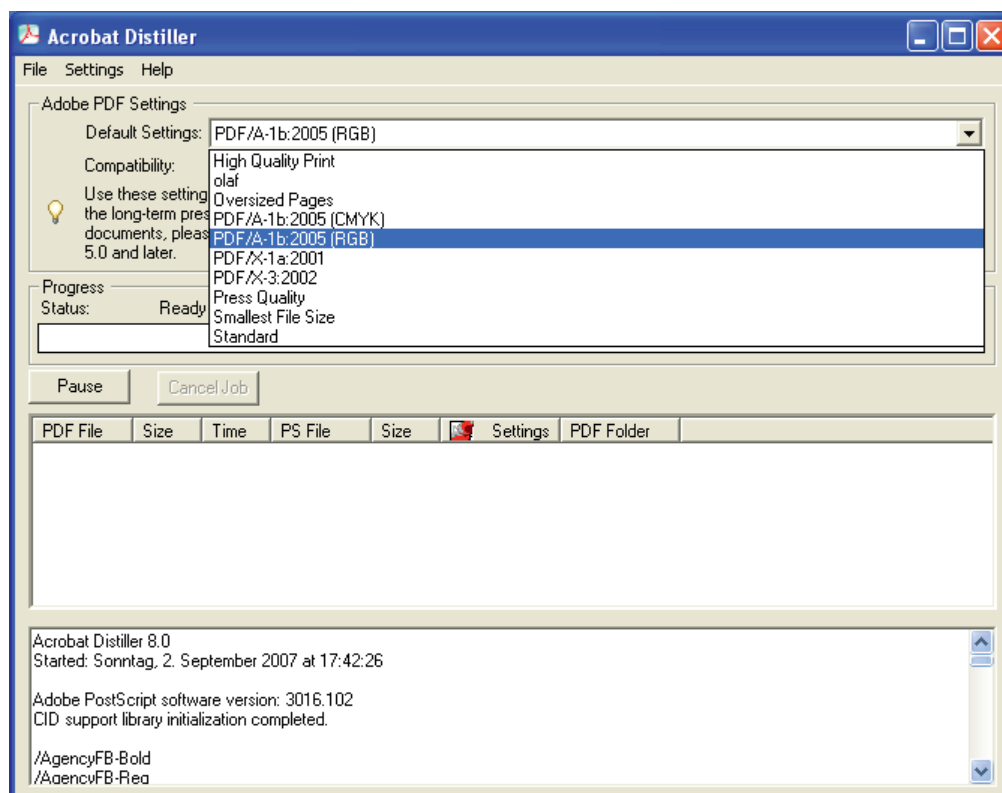 Acrobat Distiller
File Settings Help
Adobe PDF Settings
Default Settings: PDF/A-1b:2005 (RGB)
Compatibility:
High Quality Print
olaf
Oversized Pages
PDF/A-1b:2005 (CMYK)
PDF/A-1b:2005 (RGB)
PDF/X-1a:2001
PDF/X-3:2002
Press Quality
Smallest File Size
Standard
Use these setting
the long-term pres
documents, pleas
5.0 and later.
Progress
Status: Ready
Pause Cancel Job
PDF File Size Time PS File Size Settings PDF Folder
Acrobat Distiller 8.0
Started: Sonntag, 2. September 2007 at 17:42:26
Adobe PostScript software version: 3016.102
CID support library initialization completed.
/AgencyFB-Bold
/AgencyFB-Reg